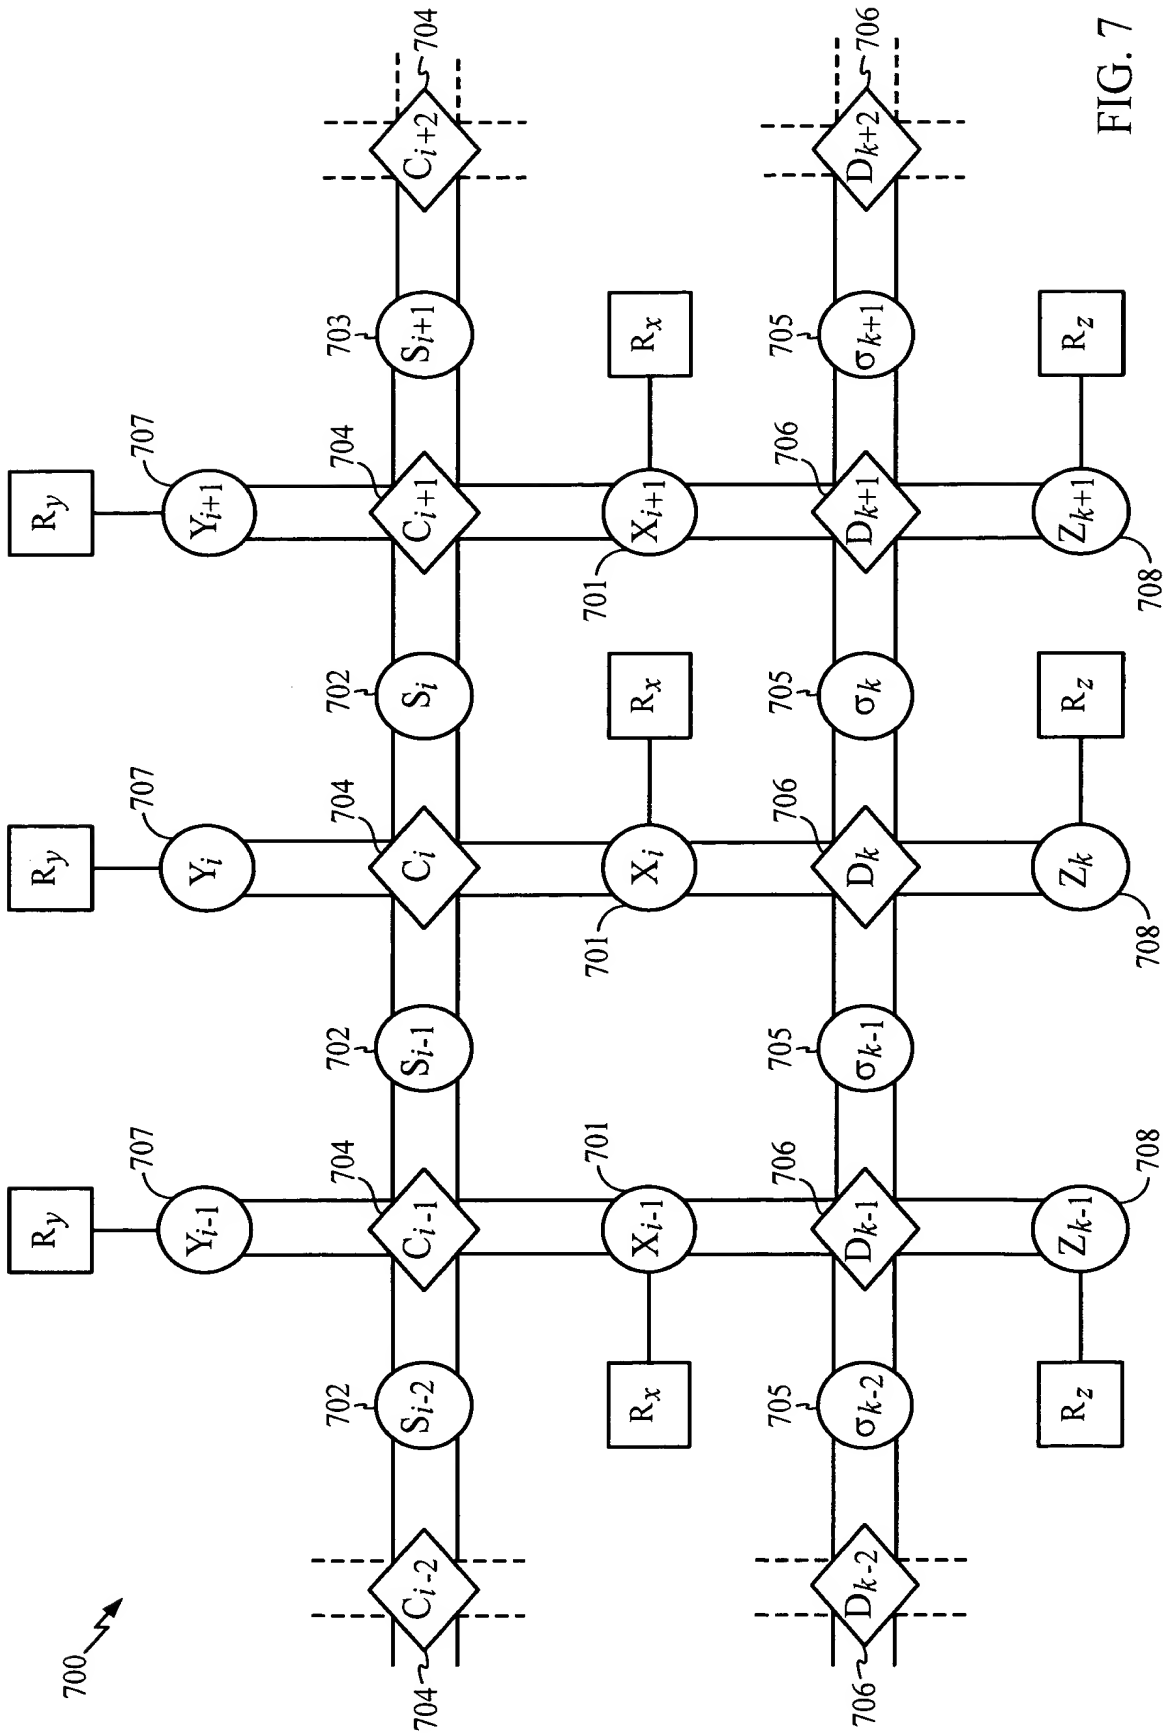 700
R_y R_y R_y
707 707 707
Y_{i-1} Y_i Y_{i+1}
702 704 702 704 702 704 703
704 C_{i-2} S_{i-2} C_{i-1} S_{i-1} C_i S_i C_{i+1} S_{i+1} C_{i+2} 704
701 701 701
R_x X_{i-1} X_i R_x X_{i+1} R_x
705 706 705 706 705 706 705
706 D_{k-2} σ_{k-2} D_{k-1} σ_{k-1} D_k σ_k D_{k+1} σ_{k+1} D_{k+2} 706
R_z Z_{k-1} Z_k R_z Z_{k+1} R_z
708 708 708
FIG. 7